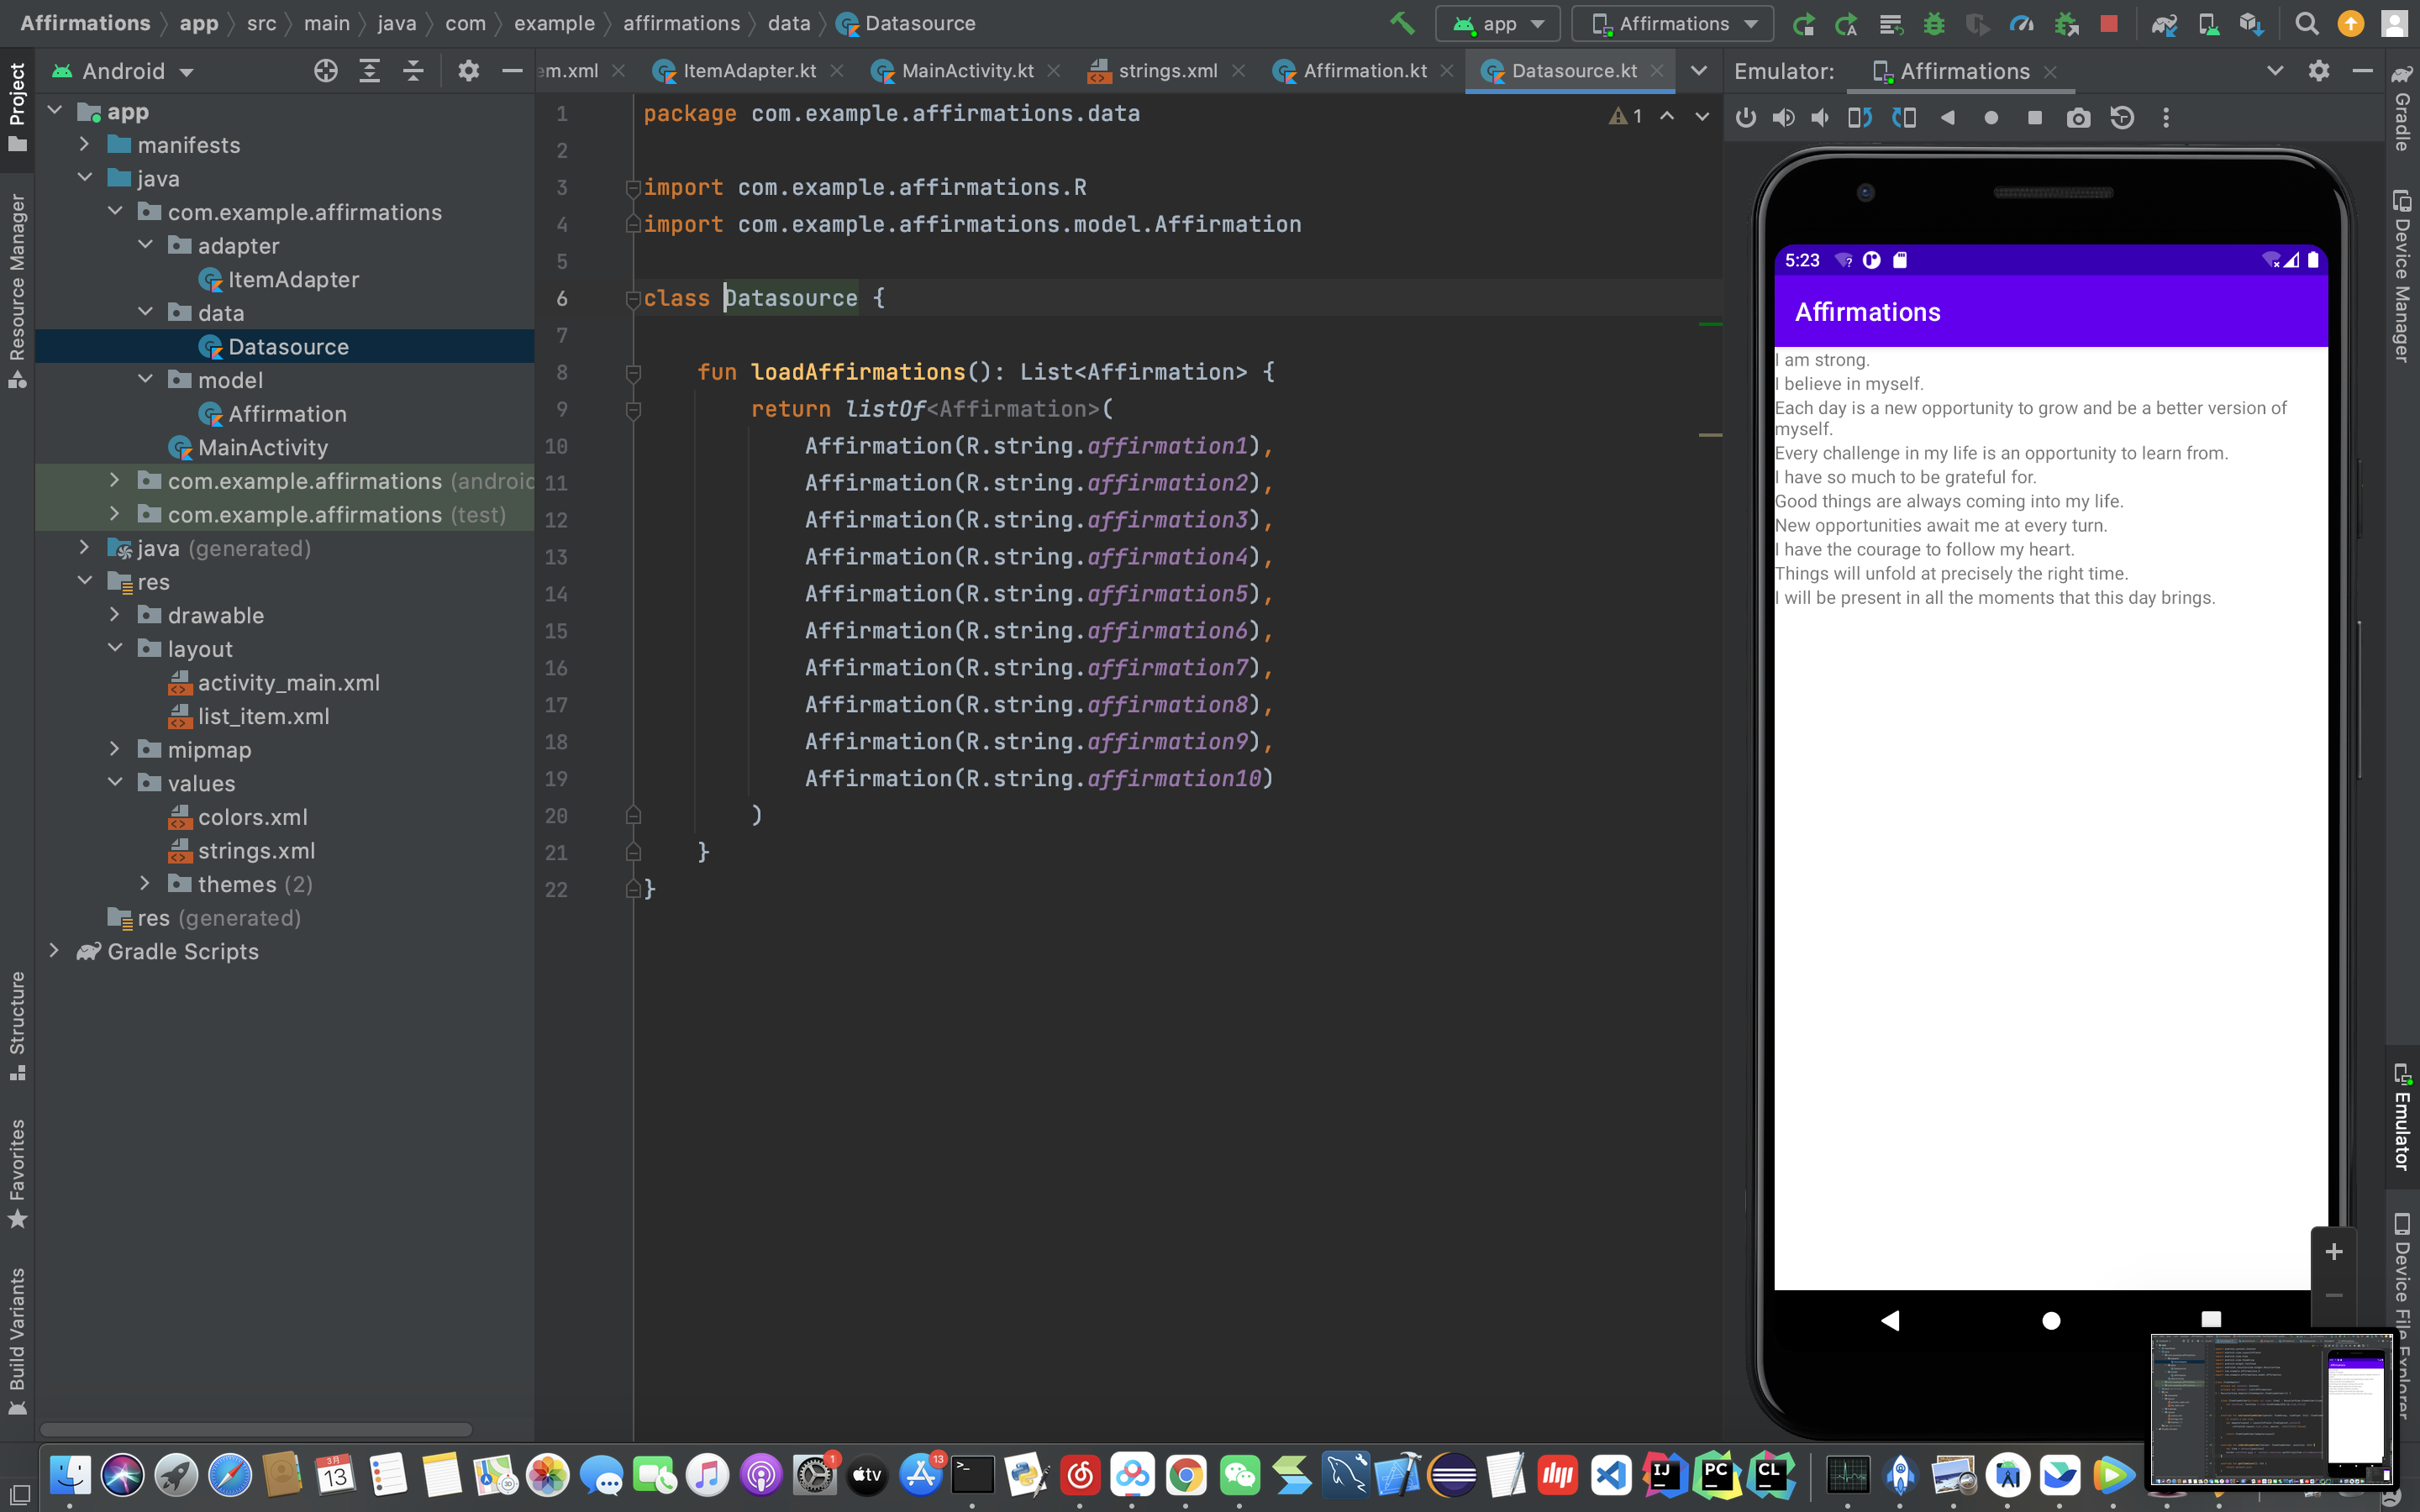 Affirmations app src main java com example affirmations data Datasource
app
Affirmations
Android
em.xml
ItemAdapter.kt
MainActivity.kt
strings.xml
Affirmation.kt
Datasource.kt
Emulator:
Affirmations
Project
Resource Manager
Structure
Favorites
Build Variants
app
manifests
java
com.example.affirmations
adapter
ItemAdapter
data
Datasource
model
Affirmation
MainActivity
com.example.affirmations (androic
com.example.affirmations (test)
java (generated)
res
drawable
layout
activity_main.xml
list_item.xml
mipmap
values
colors.xml
strings.xml
themes (2)
res (generated)
Gradle Scripts
1 package com.example.affirmations.data
1
2
3 import com.example.affirmations.R
4 import com.example.affirmations.model.Affirmation
5
6 class Datasource {
7
8 fun loadAffirmations(): List<Affirmation> {
9 return listOf<Affirmation>(
10 Affirmation(R.string.affirmation1),
11 Affirmation(R.string.affirmation2),
12 Affirmation(R.string.affirmation3),
13 Affirmation(R.string.affirmation4),
14 Affirmation(R.string.affirmation5),
15 Affirmation(R.string.affirmation6),
16 Affirmation(R.string.affirmation7),
17 Affirmation(R.string.affirmation8),
18 Affirmation(R.string.affirmation9),
19 Affirmation(R.string.affirmation10)
20 )
21 }
22 }
5:23
Affirmations
I am strong.
I believe in myself.
Each day is a new opportunity to grow and be a better version of
myself.
Every challenge in my life is an opportunity to learn from.
I have so much to be grateful for.
Good things are always coming into my life.
New opportunities await me at every turn.
I have the courage to follow my heart.
Things will unfold at precisely the right time.
I will be present in all the moments that this day brings.
Gradle
Device Manager
Emulator
Device File Explorer
3月
13
1
tv
13
IJ
PC
CL